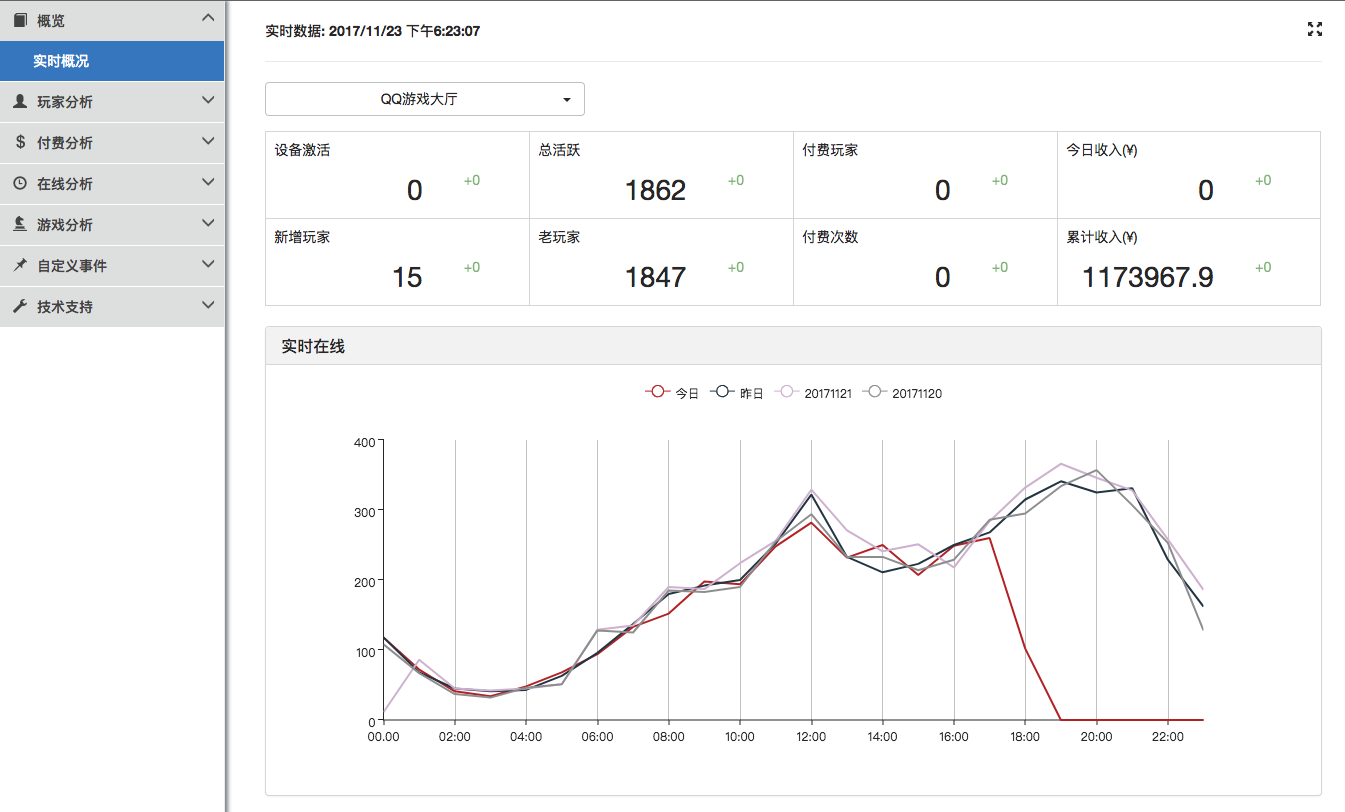 概览
实时概况
玩家分析
付费分析
在线分析
游戏分析
自定义事件
技术支持
实时数据: 2017/11/23 下午6:23:07
QQ游戏大厅
设备激活 总活跃 付费玩家 今日收入(¥)
0 +0 1862 +0 0 +0 0 +0
新增玩家 老玩家 付费次数 累计收入(¥)
15 +0 1847 +0 0 +0 1173967.9 +0
实时在线
今日 昨日 20171121 20171120
400
300
200
100
0
00.00 02:00 04:00 06:00 08:00 10:00 12:00 14:00 16:00 18:00 20:00 22:00